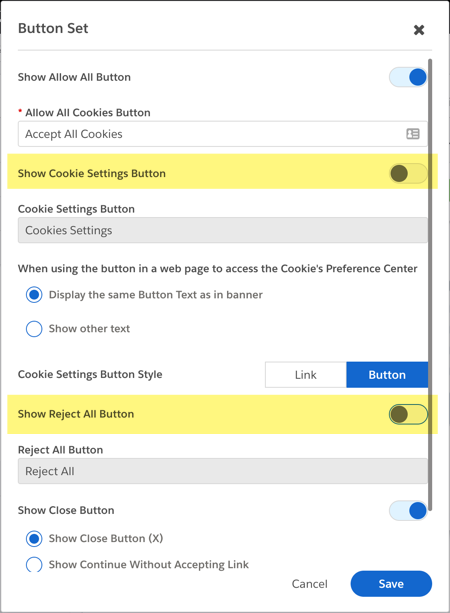 Button Set
Show Allow All Button
* Allow All Cookies Button
Accept All Cookies
Show Cookie Settings Button
Cookie Settings Button
Cookies Settings
When using the button in a web page to access the Cookie's Preference Center
Display the same Button Text as in banner
Show other text
Cookie Settings Button Style
Link
Button
Show Reject All Button
Reject All Button
Reject All
Show Close Button
Show Close Button (X)
Show Continue Without Accepting Link
Cancel
Save